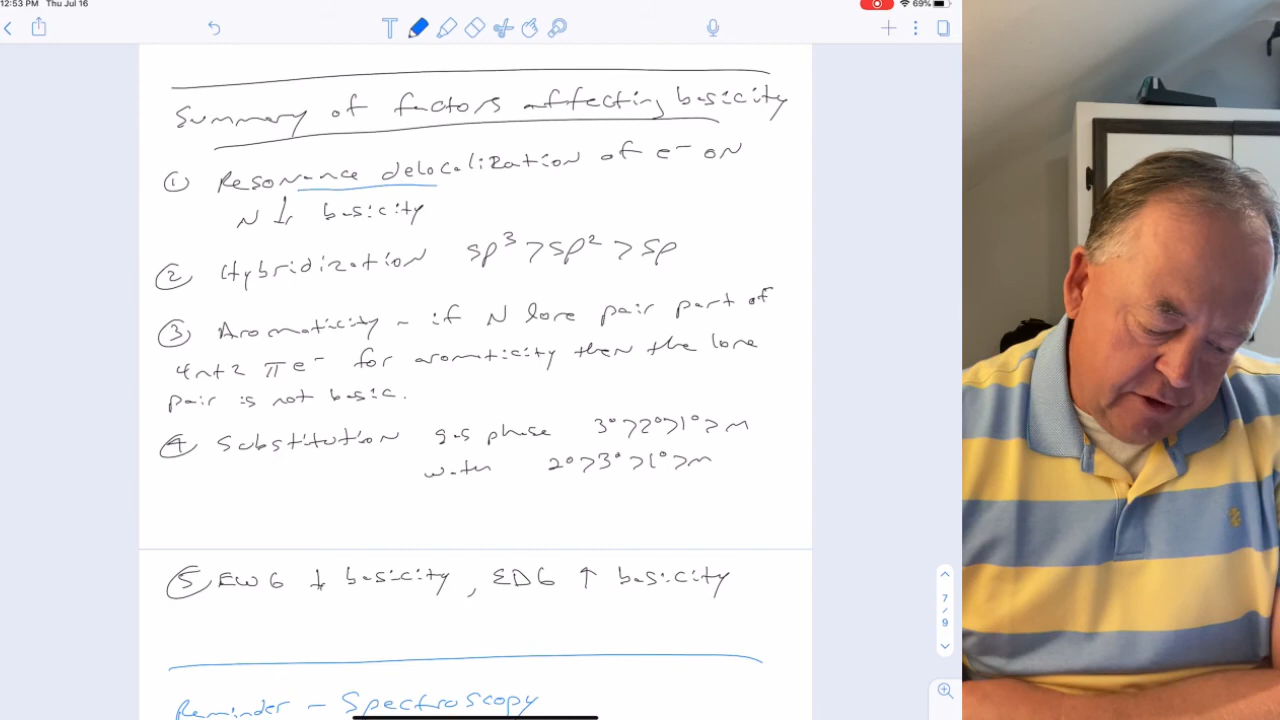 12:53 PM Thu Jul 16
69%
T
Summary of factors affecting basicity
① Resonance delocalization of e⁻ on
N ↓ basicity
② Hybridization sp³ > sp² > sp
③ Aromaticity - if N lone pair part of
4n+2 πe⁻ for aromaticity then the lone
pair is not basic.
④ Substitution gas phase 3° > 2° > 1° > m
water 2° > 3° > 1° > m
⑤ EWG ↓ basicity, EDG ↑ basicity
7
/
9
Reminder - Spectroscopy